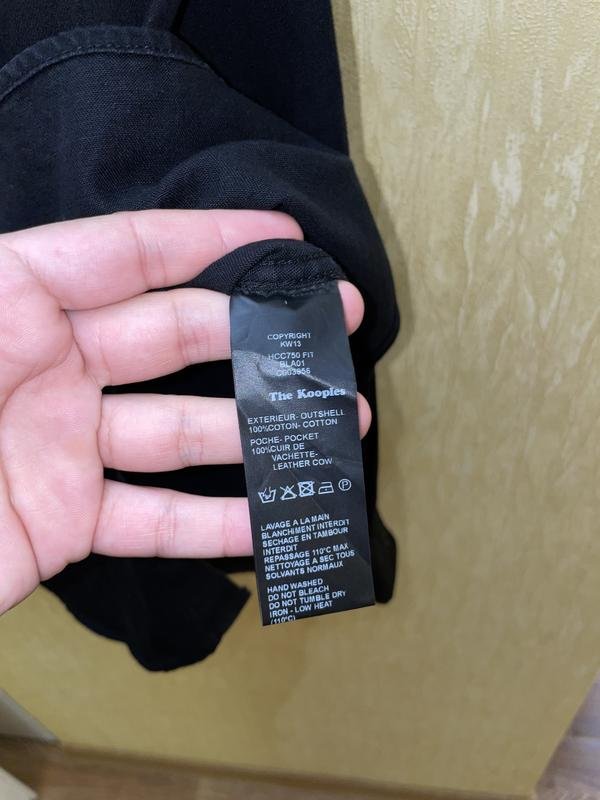 COPYRIGHT
KW13
HCC750 FIT
BLA01
C003956
The Kooples
EXTERIEUR- OUTSHELL
100%COTON- COTTON
POCHE- POCKET
100%CUIR DE
VACHETTE-
LEATHER COW
P
LAVAGE A LA MAIN
BLANCHIMENT INTERDIT
SECHAGE EN TAMBOUR
INTERDIT
REPASSAGE 110°C MAX
NETTOYAGE A SEC TOUS
SOLVANTS NORMAUX
HAND WASHED
DO NOT BLEACH
DO NOT TUMBLE DRY
IRON - LOW HEAT
(110°C)